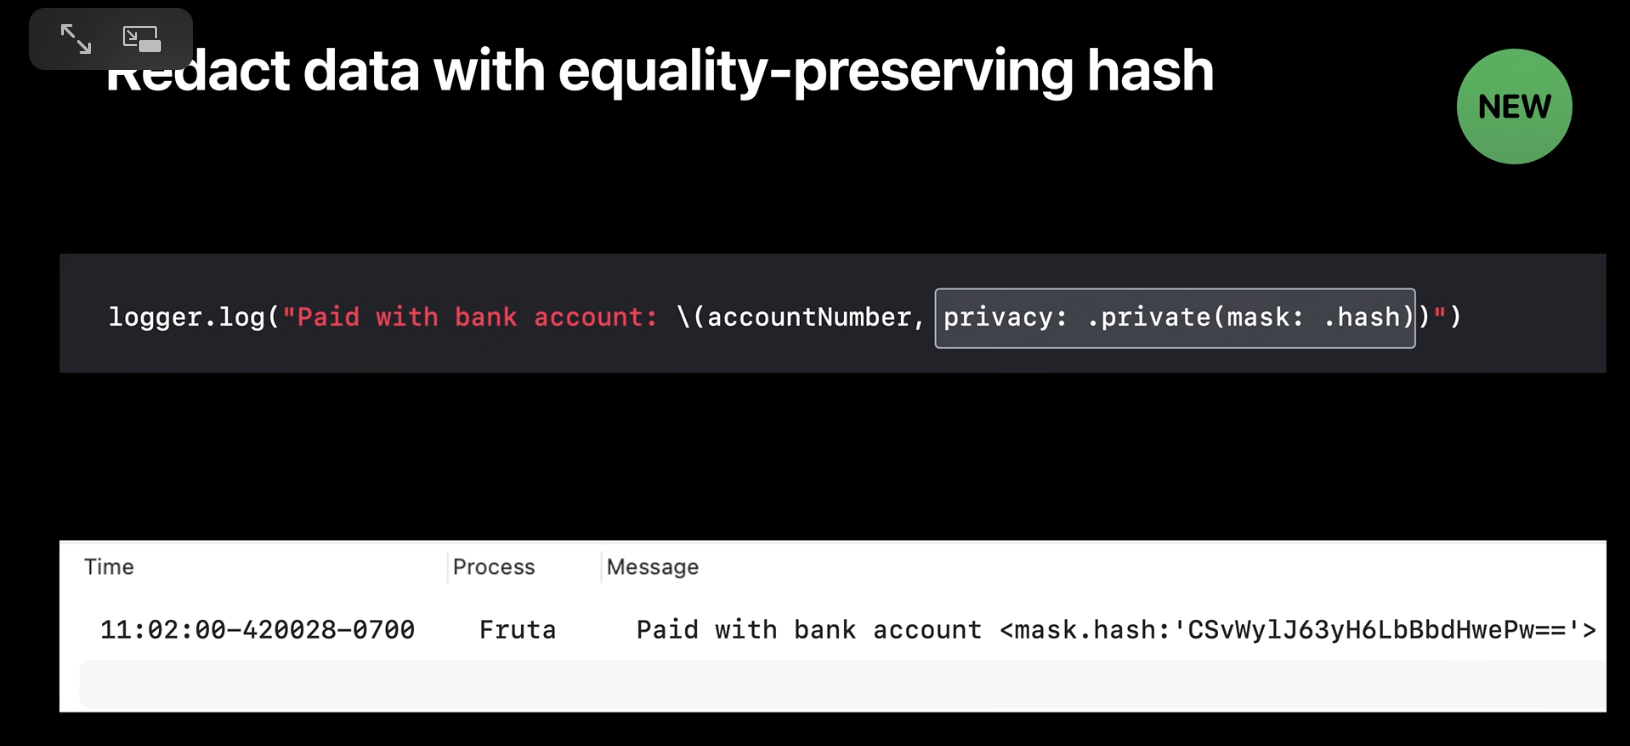 Redact data with equality-preserving hash
NEW
logger.log("Paid with bank account: \(accountNumber, privacy: .private(mask: .hash))")
Time Process Message
11:02:00-420028-0700 Fruta Paid with bank account <mask.hash:'CSvWylJ63yH6LbBbdHwePw=='>